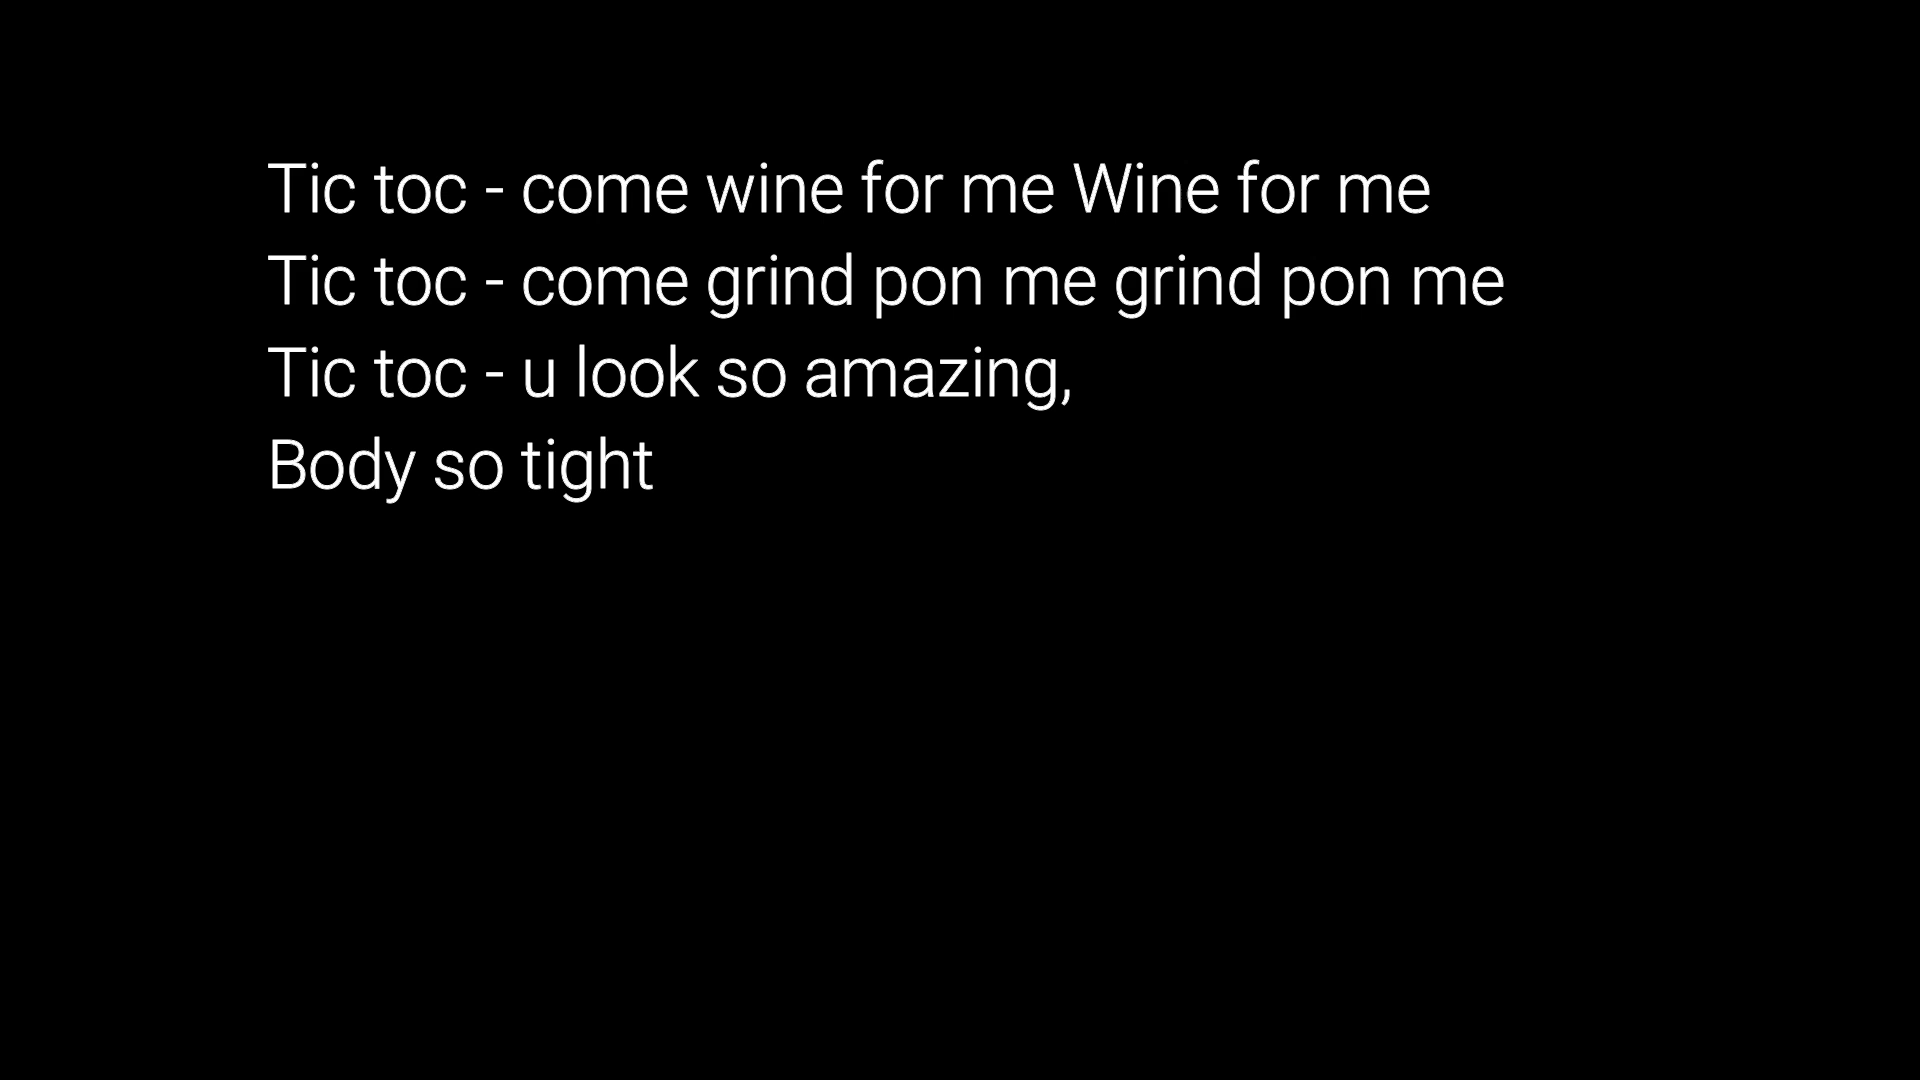 Tic toc - come wine for me Wine for me
Tic toc - come grind pon me grind pon me
Tic toc - u look so amazing,
Body so tight